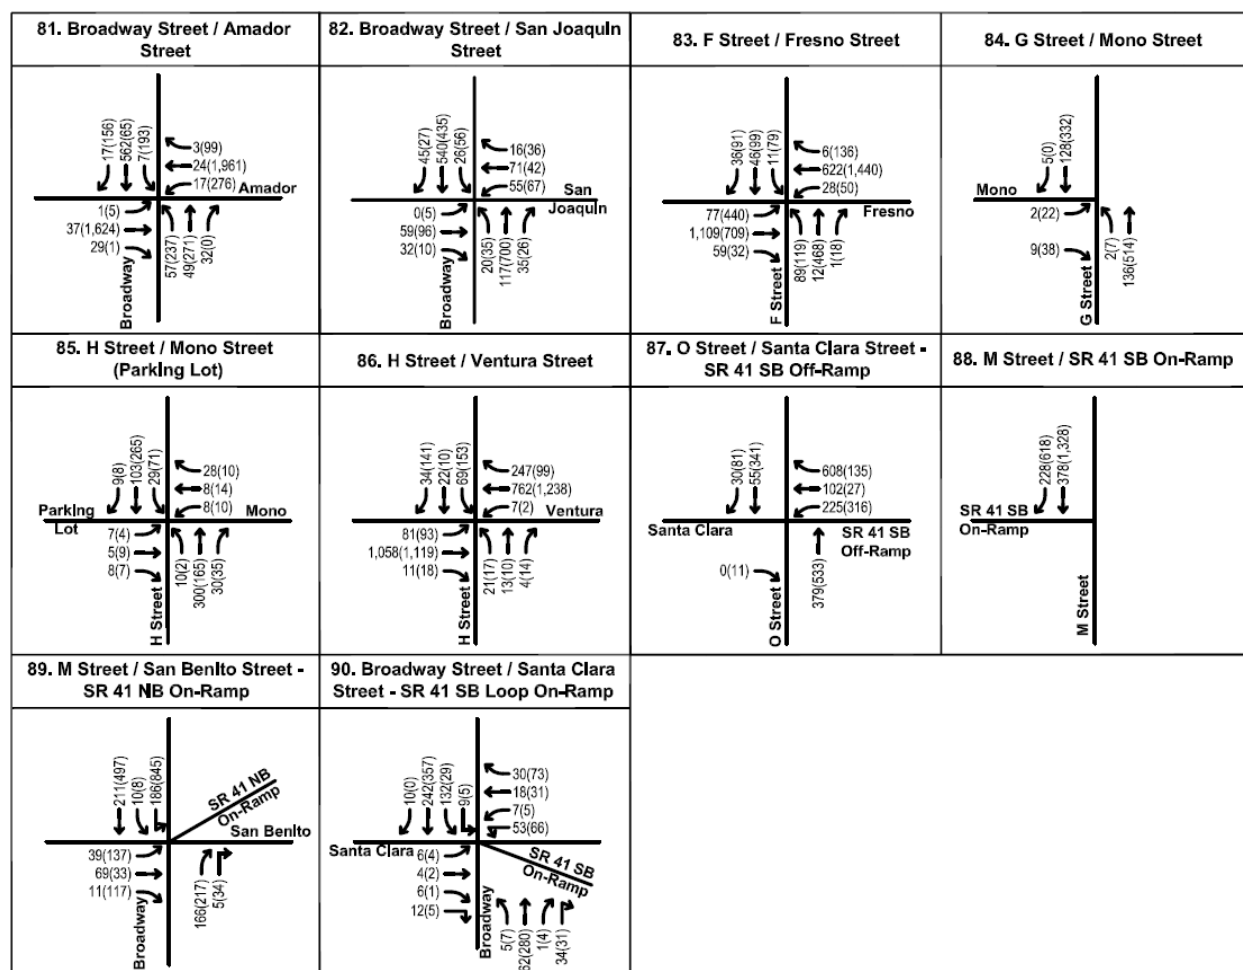 81. Broadway Street / Amador
Street
17(156)
562(65)
7(193)
3(99)
24(1,961)
17(276)
Amador
1(5)
37(1,624)
29(1)
57(237)
49(271)
32(0)
Broadway
82. Broadway Street / San Joaquin
Street
45(27)
540(435)
26(56)
16(36)
71(42)
55(67)
San
Joaquin
0(5)
59(96)
32(10)
20(35)
117(700)
35(26)
Broadway
83. F Street / Fresno Street
36(91)
46(99)
11(79)
6(136)
622(1,440)
28(50)
Fresno
77(440)
1,109(709)
59(32)
89(119)
12(468)
1(18)
F Street
84. G Street / Mono Street
5(0)
128(332)
Mono
2(22)
9(38)
2(7)
136(514)
G Street
85. H Street / Mono Street
(Parking Lot)
9(8)
103(265)
29(71)
28(10)
8(14)
8(10)
Parking
Lot
Mono
7(4)
5(9)
8(7)
10(2)
300(165)
30(35)
H Street
86. H Street / Ventura Street
34(141)
22(10)
69(153)
247(99)
762(1,238)
7(2)
Ventura
81(93)
1,058(1,119)
11(18)
21(17)
13(10)
4(14)
H Street
87. O Street / Santa Clara Street -
SR 41 SB Off-Ramp
30(81)
55(341)
608(135)
102(27)
225(316)
Santa Clara
SR 41 SB
Off-Ramp
0(11)
379(533)
O Street
88. M Street / SR 41 SB On-Ramp
228(618)
378(1,328)
SR 41 SB
On-Ramp
M Street
89. M Street / San Benito Street -
SR 41 NB On-Ramp
211(497)
10(8)
186(845)
SR 41 NB
On-Ramp
San Benito
39(137)
69(33)
11(117)
166(217)
5(34)
Broadway
90. Broadway Street / Santa Clara
Street - SR 41 SB Loop On-Ramp
10(0)
242(357)
132(29)
9(5)
30(73)
18(31)
7(5)
53(66)
Santa Clara
SR 41 SB
On-Ramp
6(4)
4(2)
6(1)
12(5)
5(7)
62(280)
1(4)
34(31)
Broadway